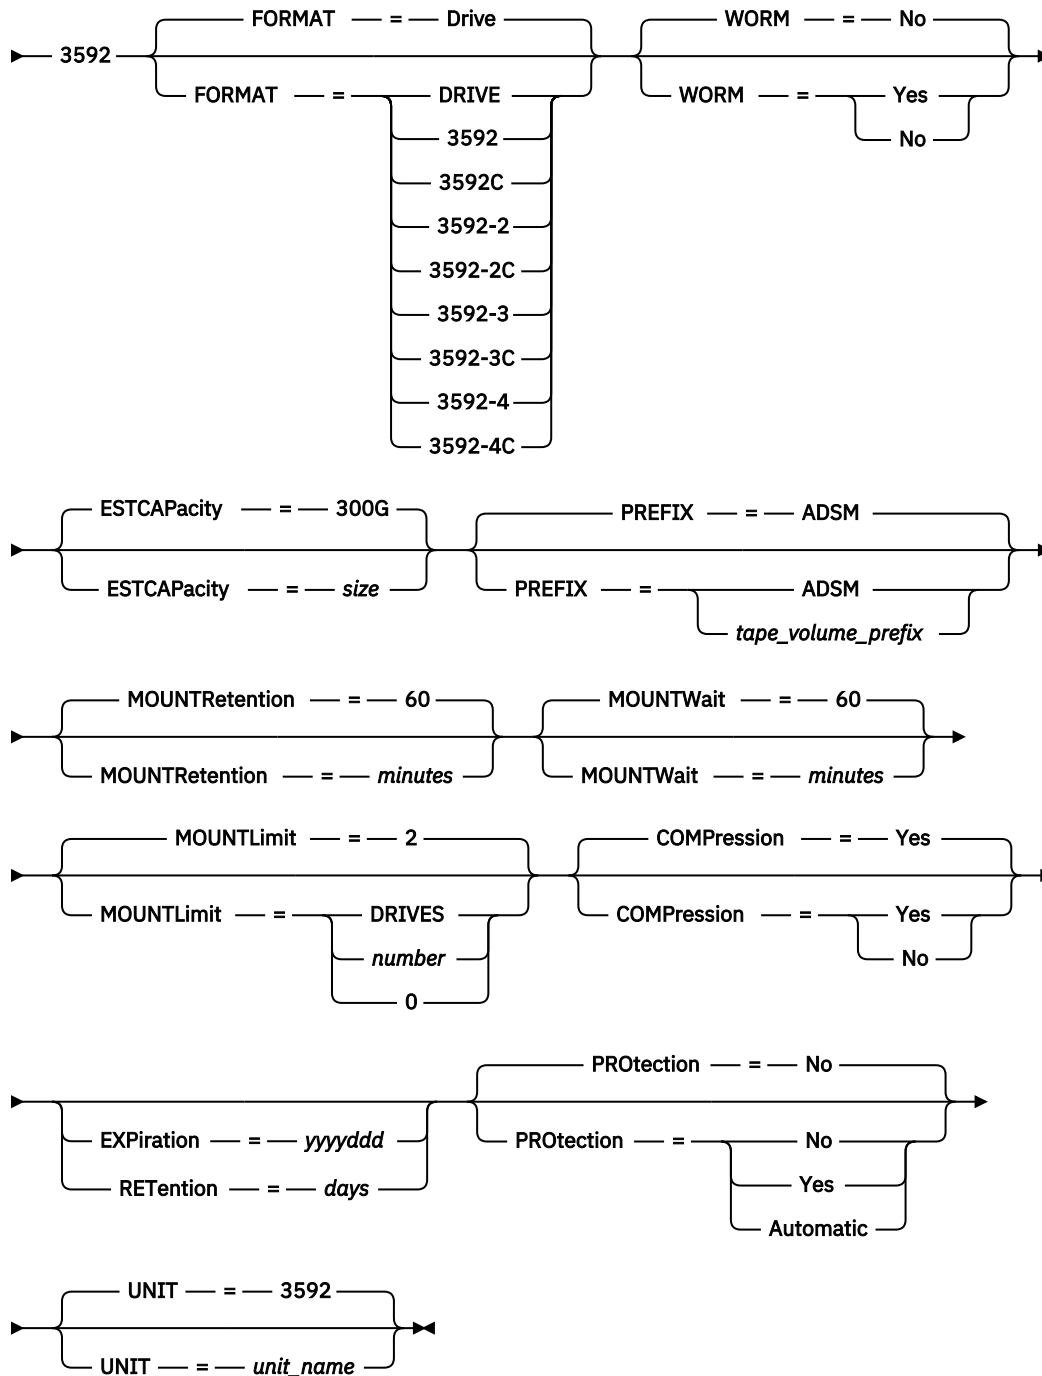 FORMAT = Drive WORM = No
3592
FORMAT = DRIVE WORM = Yes
3592 No
3592C
3592-2
3592-2C
3592-3
3592-3C
3592-4
3592-4C
ESTCAPacity = 300G PREFIX = ADSM
ESTCAPacity = size PREFIX = ADSM
tape_volume_prefix
MOUNTRetention = 60 MOUNTWait = 60
MOUNTRetention = minutes MOUNTWait = minutes
MOUNTLimit = 2 COMPression = Yes
MOUNTLimit = DRIVES COMPression = Yes
number No
0
PROtection = No
EXPiration = yyyyddd PROtection = No
RETention = days Yes
Automatic
UNIT = 3592
UNIT = unit_name